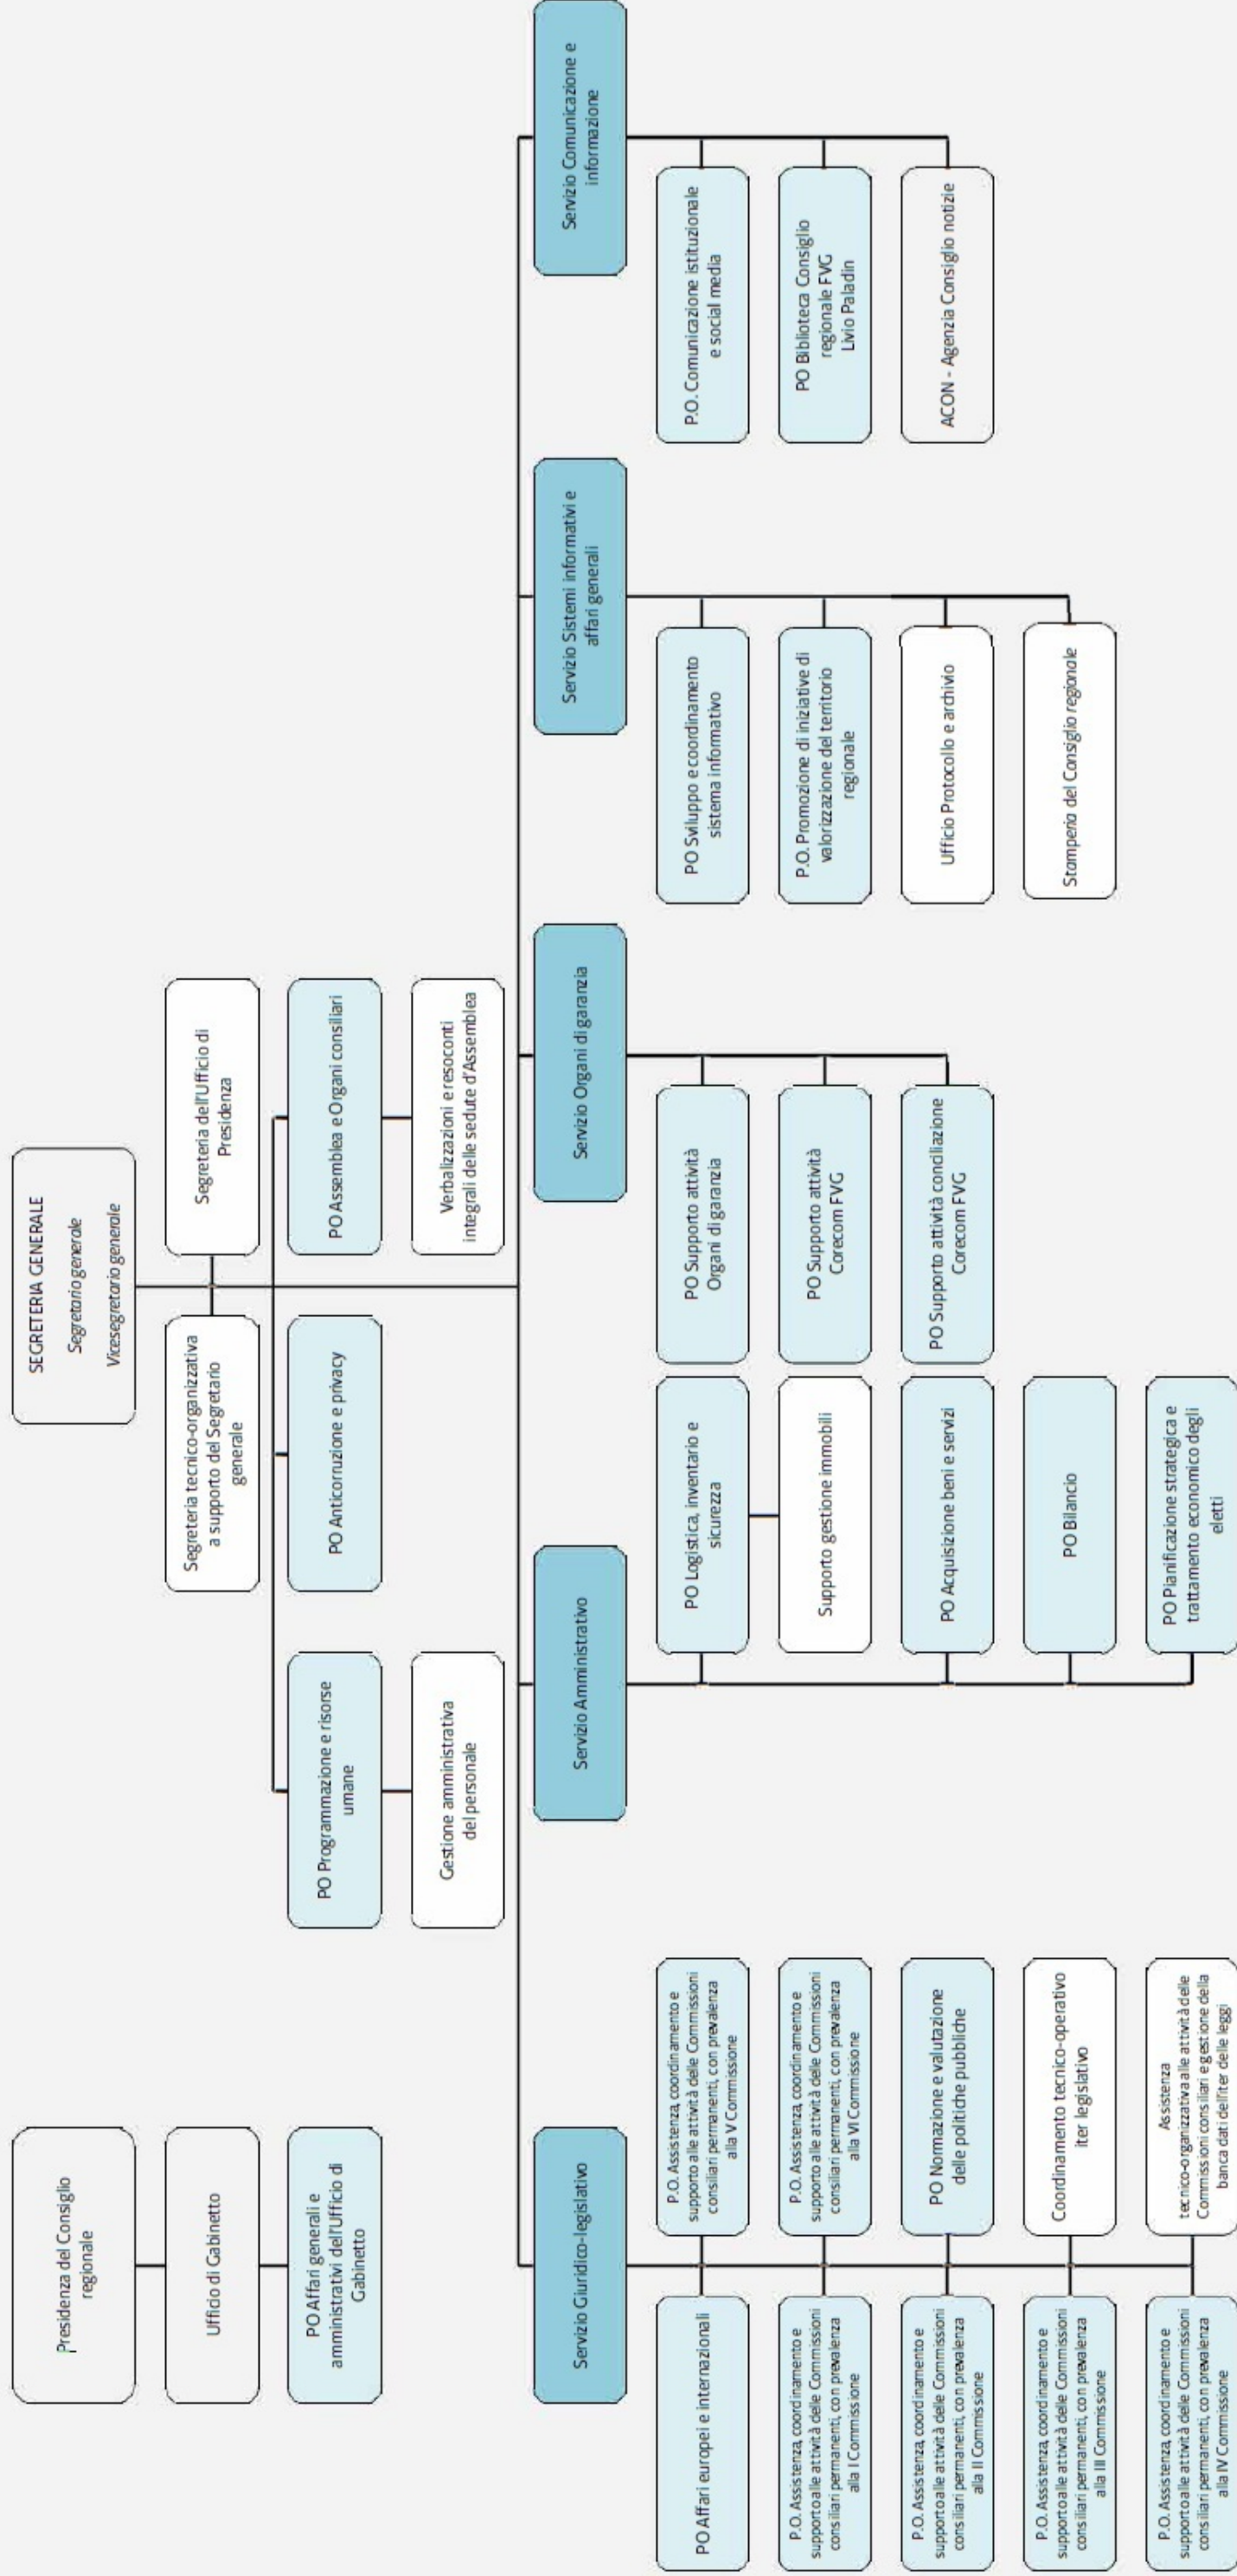 Presidenza del Consiglio
regionale
Ufficio di Gabinetto
PO Affari generali e
amministrativi dell'Ufficio di
Gabinetto
SEGRETERIA GENERALE
Segretario generale
Vicesegretario generale
Segreteria tecnico-organizzativa
a supporto del Segretario
generale
Segreteria dell'Ufficio di
Presidenza
PO Programmazione e risorse
umane
PO Anticorruzione e privacy
PO Assemblea e Organi consiliari
Gestione amministrativa
del personale
Verbalizzazioni e resoconti
integrali delle sedute d'Assemblea
Servizio Giuridico-legislativo
PO Affari europei e internazionali
P.O. Assistenza, coordinamento e
supporto alle attività delle Commissioni
consiliari permanenti, con prevalenza
alla V Commissione
P.O. Assistenza, coordinamento e
supporto alle attività delle Commissioni
consiliari permanenti, con prevalenza
alla I Commissione
P.O. Assistenza, coordinamento e
supporto alle attività delle Commissioni
consiliari permanenti, con prevalenza
alla VI Commissione
P.O. Assistenza, coordinamento e
supporto alle attività delle Commissioni
consiliari permanenti, con prevalenza
alla II Commissione
PO Normazione e valutazione
delle politiche pubbliche
P.O. Assistenza, coordinamento e
supporto alle attività delle Commissioni
consiliari permanenti, con prevalenza
alla III Commissione
Coordinamento tecnico-operativo
iter legislativo
P.O. Assistenza, coordinamento e
supporto alle attività delle Commissioni
consiliari permanenti, con prevalenza
alla IV Commissione
Assistenza
tecnico-organizzativa alle attività delle
Commissioni consiliari e gestione della
banca dati dell'iter delle leggi
Servizio Amministrativo
PO Logistica, inventario e
sicurezza
Supporto gestione immobili
PO Acquisizione beni e servizi
PO Bilancio
PO Pianificazione strategica e
trattamento economico degli
eletti
Servizio Organi di garanzia
PO Supporto attività
Organi di garanzia
PO Supporto attività
Corecom FVG
PO Supporto attività conciliazione
Corecom FVG
Servizio Sistemi informativi e
affari generali
PO Sviluppo e coordinamento
sistema informativo
P.O. Promozione di iniziative di
valorizzazione del territorio
regionale
Ufficio Protocollo e archivio
Stamperia del Consiglio regionale
Servizio Comunicazione e
informazione
P.O. Comunicazione istituzionale
e social media
PO Biblioteca Consiglio
regionale FVG
Livio Paladin
ACON - Agenzia Consiglio notizie